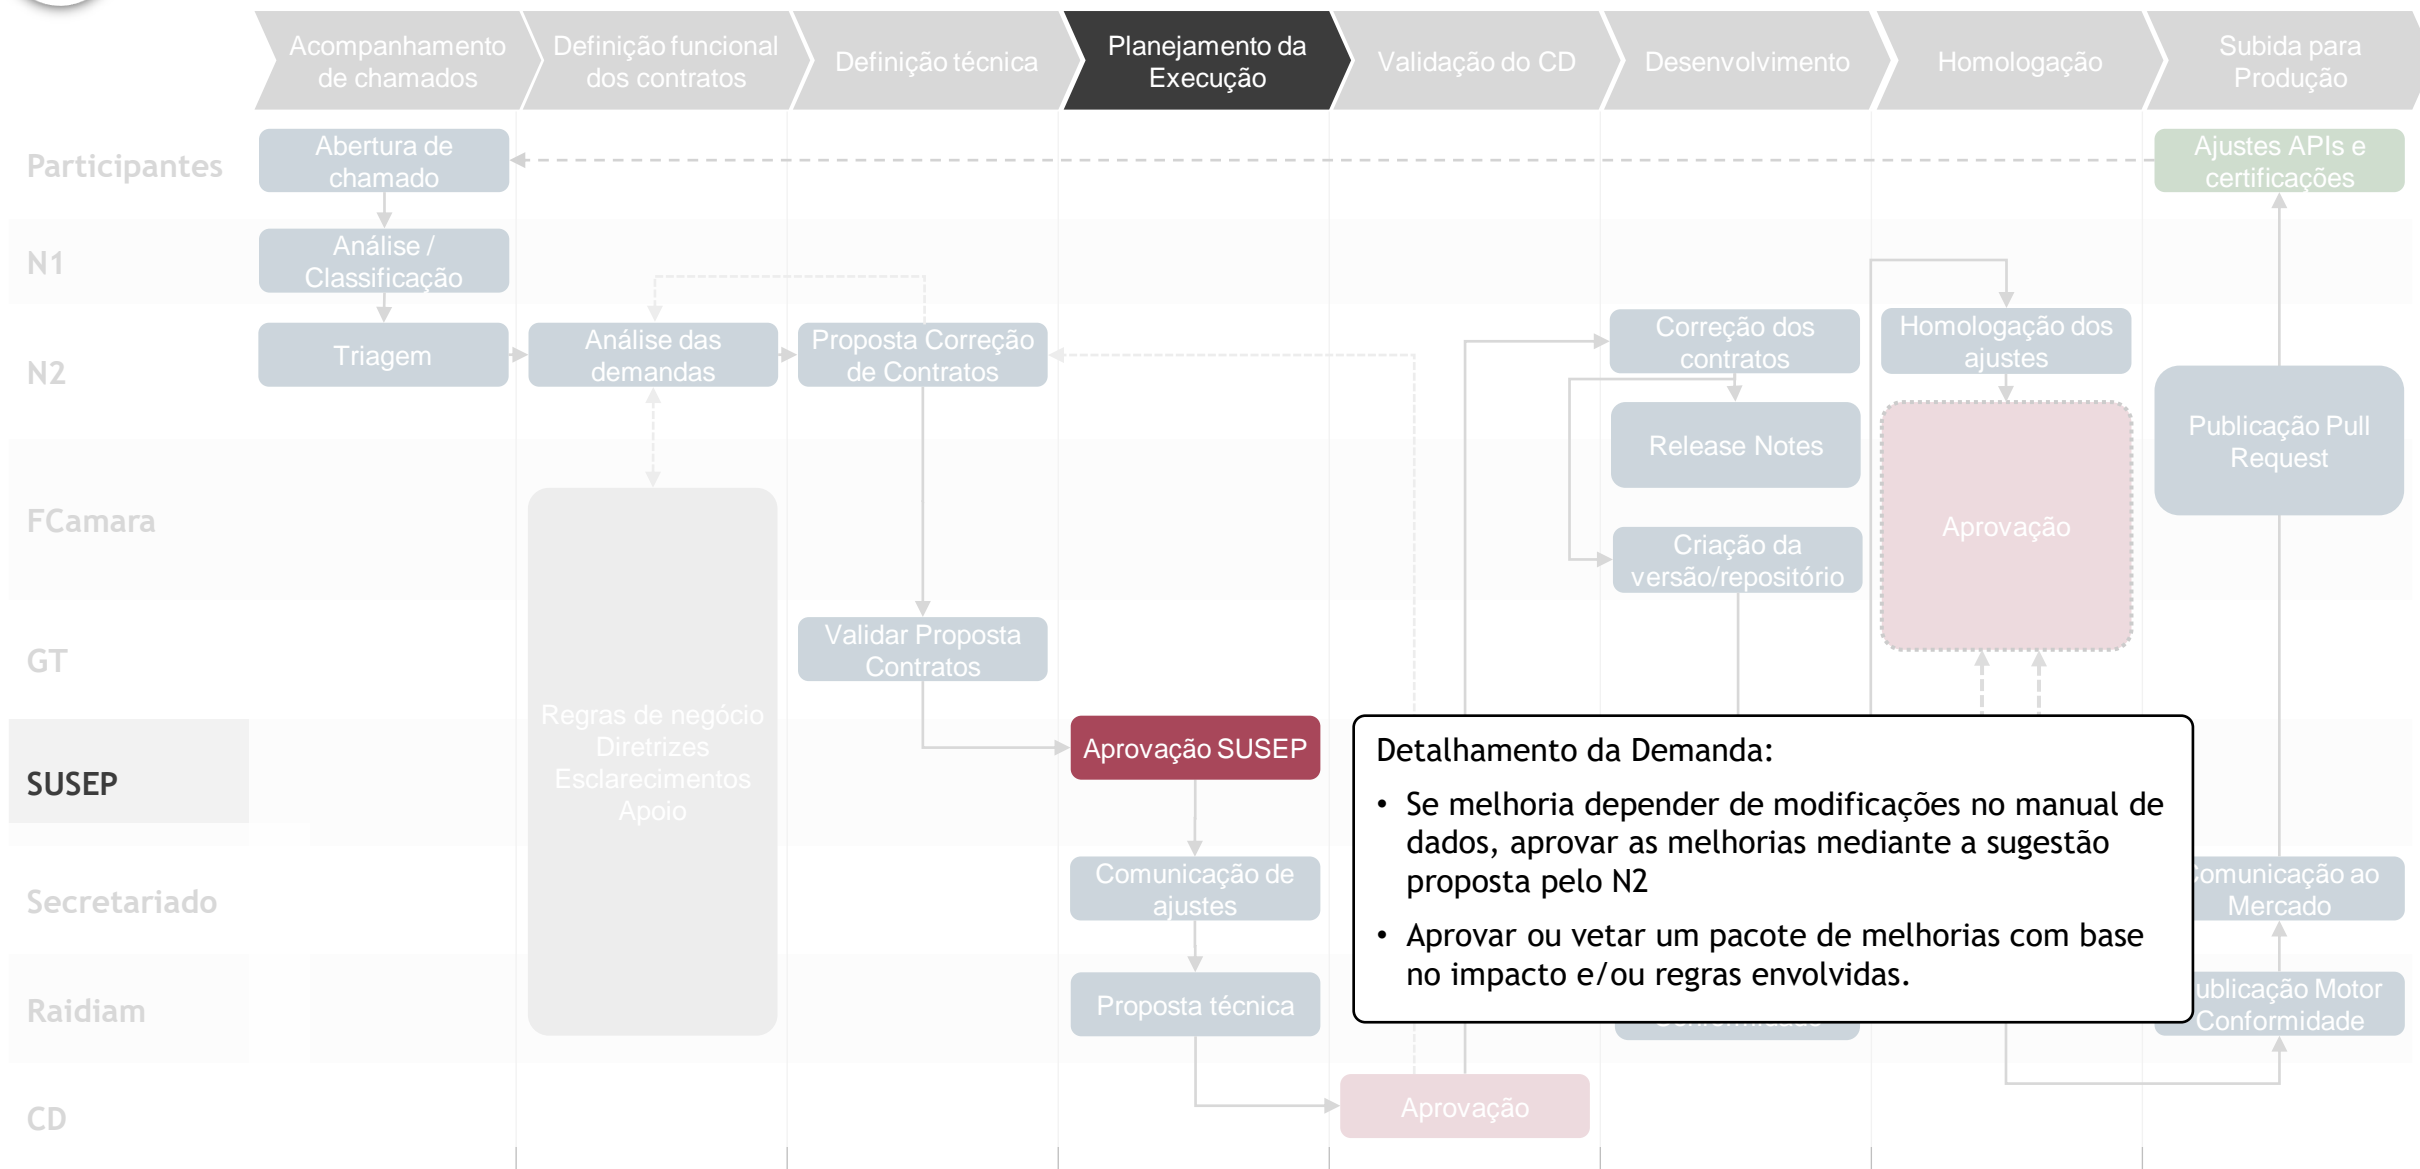 Acompanhamento
de chamados
Definição funcional
dos contratos
Definição técnica
Planejamento da
Execução
Validação do CD
Desenvolvimento
Homologação
Subida para
Produção
Participantes
Abertura de
chamado
Ajustes APIs e
certificações
N1
Análise /
Classificação
N2
Triagem
Análise das
demandas
Proposta Correção
de Contratos
Correção dos
contratos
Homologação dos
ajustes
Release Notes
Publicação Pull
Request
FCamara
Criação da
versão/repositório
Aprovação
GT
Validar Proposta
Contratos
Regras de negócio
Diretrizes
Esclarecimentos
Apoio
SUSEP
Aprovação SUSEP
Detalhamento da Demanda:
• Se melhoria depender de modificações no manual de
dados, aprovar as melhorias mediante a sugestão
proposta pelo N2
• Aprovar ou vetar um pacote de melhorias com base
no impacto e/ou regras envolvidas.
Secretariado
Comunicação de
ajustes
omunicação ao
Mercado
Raidiam
Proposta técnica
ublicação Motor
Conformidade
CD
Aprovação